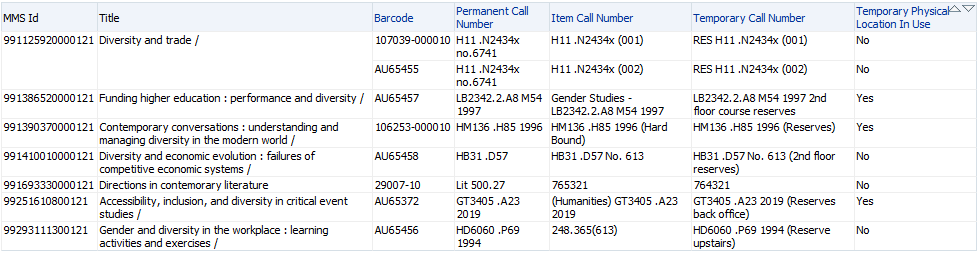 MMS Id Title Barcode Permanent Call Number Item Call Number Temporary Call Number Temporary Physical Location In Use
991125920000121 Diversity and trade / 107039-000010 H11 .N2434x no.6741 H11 .N2434x (001) RES H11 .N2434x (001) No
AU65455 H11 .N2434x no.6741 H11 .N2434x (002) RES H11 .N2434x (002) No
991386520000121 Funding higher education : performance and diversity / AU65457 LB2342.2.A8 M54 1997 Gender Studies - LB2342.2.A8 M54 1997 LB2342.2.A8 M54 1997 2nd floor course reserves Yes
991390370000121 Contemporary conversations : understanding and managing diversity in the modern world / 106253-000010 HM136 .H85 1996 HM136 .H85 1996 (Hard Bound) HM136 .H85 1996 (Reserves) Yes
991410010000121 Diversity and economic evolution : failures of competitive economic systems / AU65458 HB31 .D57 HB31 .D57 No. 613 HB31 .D57 No. 613 (2nd floor reserves) No
991693330000121 Directions in contemorary literature 29007-10 Lit 500.27 765321 764321 No
99251610800121 Accessibility, inclusion, and diversity in critical event studies / AU65372 GT3405 .A23 2019 (Humanities) GT3405 .A23 2019 GT3405 .A23 2019 (Reserves back office) Yes
99293111300121 Gender and diversity in the workplace : learning activities and exercises / AU65456 HD6060 .P69 1994 248.365(613) HD6060 .P69 1994 (Reserve upstairs) No